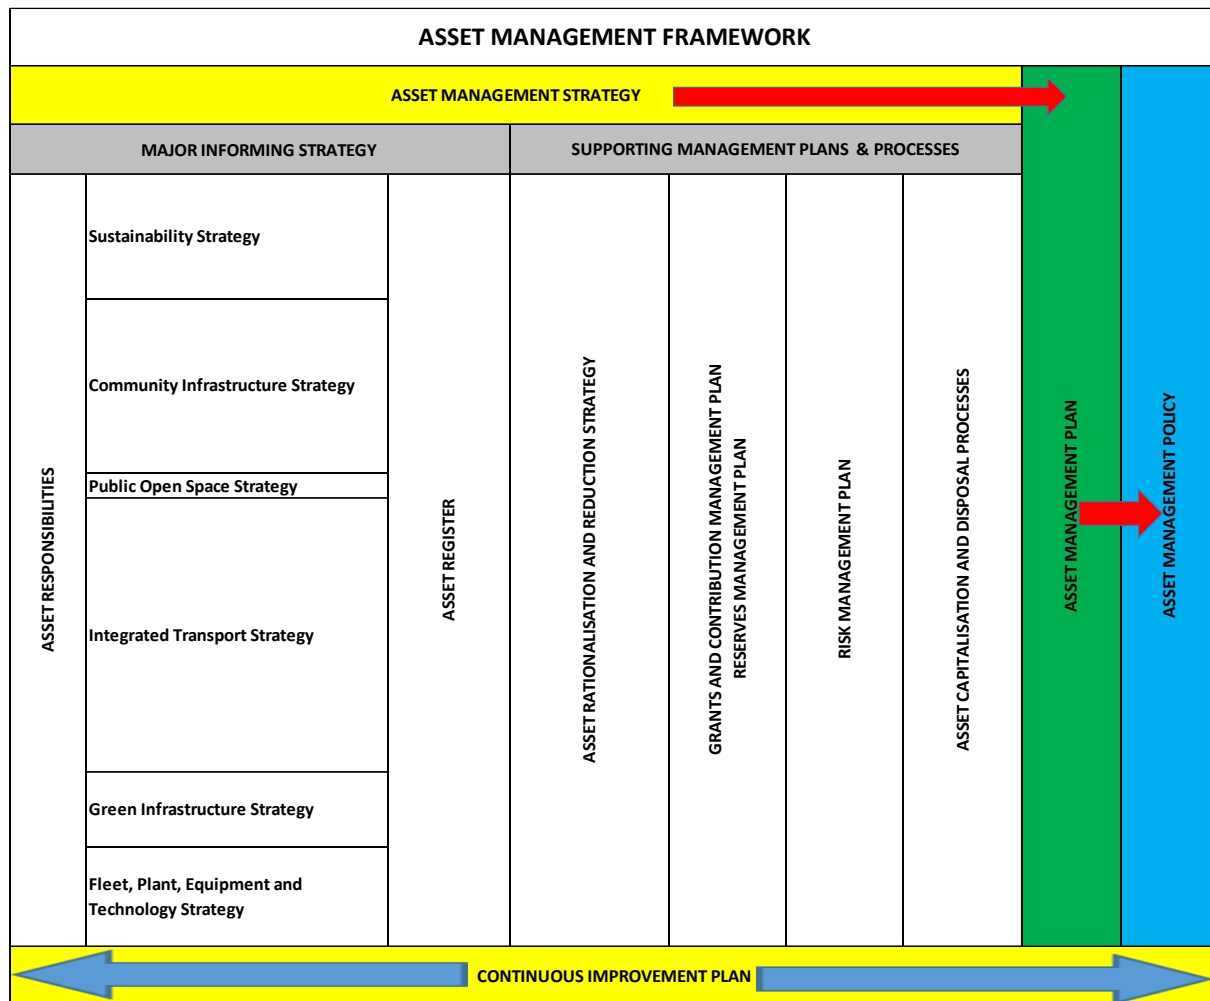 ASSET MANAGEMENT FRAMEWORK
ASSET MANAGEMENT STRATEGY
MAJOR INFORMING STRATEGY
SUPPORTING MANAGEMENT PLANS & PROCESSES
ASSET RESPONSIBILITIES
Sustainability Strategy
Community Infrastructure Strategy
Public Open Space Strategy
Integrated Transport Strategy
Green Infrastructure Strategy
Fleet, Plant, Equipment and
Technology Strategy
ASSET REGISTER
ASSET RATIONALISATION AND REDUCTION STRATEGY
GRANTS AND CONTRIBUTION MANAGEMENT PLAN
RESERVES MANAGEMENT PLAN
RISK MANAGEMENT PLAN
ASSET CAPITALISATION AND DISPOSAL PROCESSES
ASSET MANAGEMENT PLAN
ASSET MANAGEMENT POLICY
CONTINUOUS IMPROVEMENT PLAN